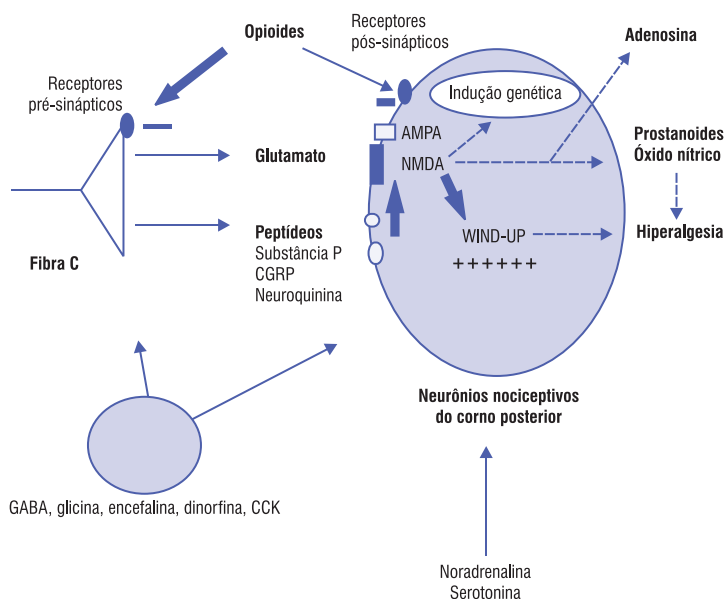 Opioides
Receptores
pós-sinápticos
Adenosina
Receptores
pré-sinápticos
Indução genética
AMPA
Glutamato
NMDA
Prostanoides
Óxido nítrico
Peptídeos
Substância P
CGRP
Neuroquinina
WIND-UP
++++++
Hiperalgesia
Fibra C
Neurônios nociceptivos
do corno posterior
GABA, glicina, encefalina, dinorfina, CCK
Noradrenalina
Serotonina